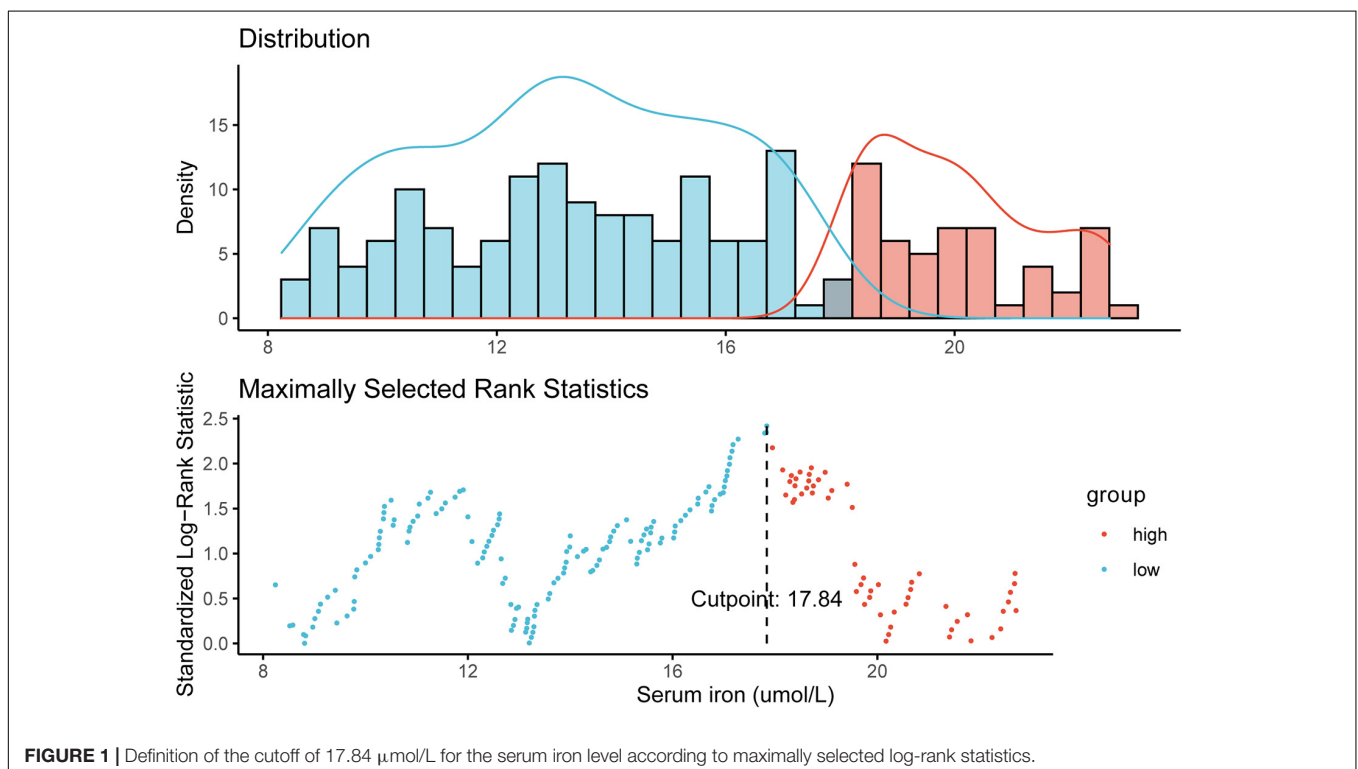 Distribution
Density
15
10
5
0
8 12 16 20
Maximally Selected Rank Statistics
Standardized Log−Rank Statistic
2.5
2.0
1.5
1.0
0.5
0.0
Cutpoint: 17.84
8 12 16 20
Serum iron (umol/L)
group
high
low
FIGURE 1 | Definition of the cutoff of 17.84 μmol/L for the serum iron level according to maximally selected log-rank statistics.